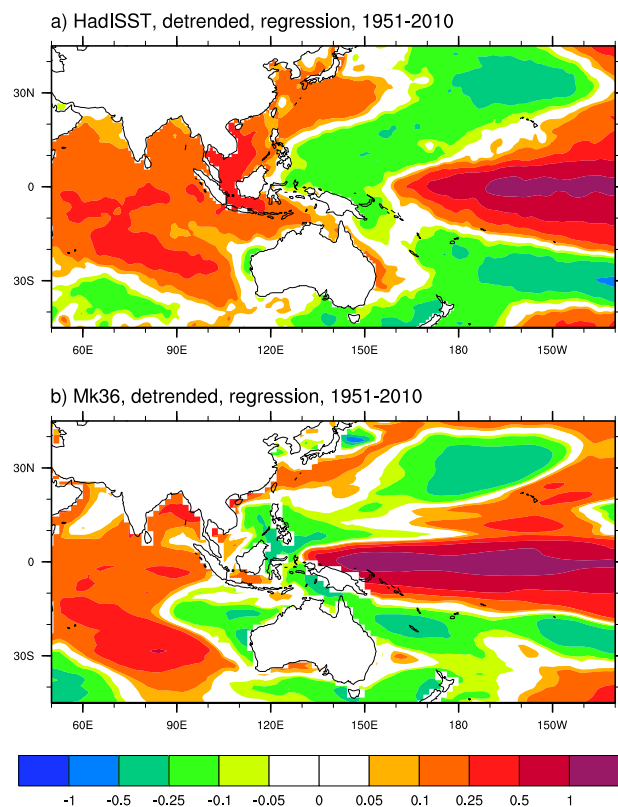 a) HadISST, detrended, regression, 1951-2010
30N
0
30S
60E 90E 120E 150E 180 150W
b) Mk36, detrended, regression, 1951-2010
30N
0
30S
60E 90E 120E 150E 180 150W
-1 -0.5 -0.25 -0.1 -0.05 0 0.05 0.1 0.25 0.5 1